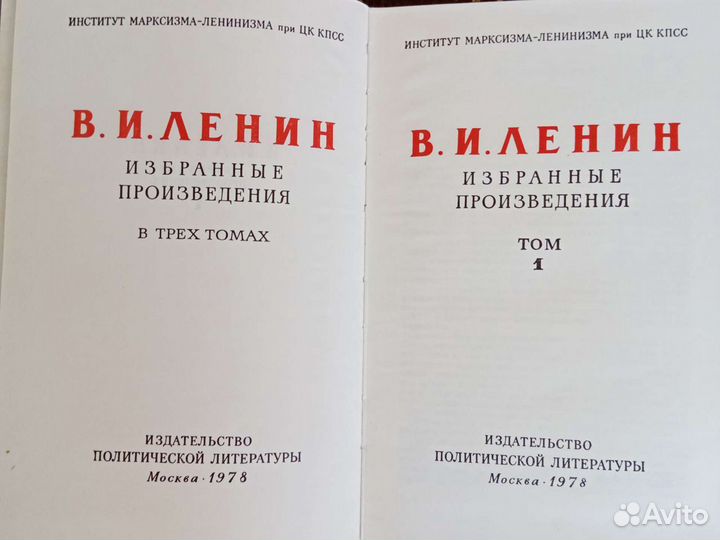 ИНСТИТУТ МАРКСИЗМА-ЛЕНИНИЗМА при ЦК КПСС
В. И. ЛЕНИН
ИЗБРАННЫЕ
ПРОИЗВЕДЕНИЯ
В ТРЕХ ТОМАХ
ИЗДАТЕЛЬСТВО
ПОЛИТИЧЕСКОЙ ЛИТЕРАТУРЫ
Москва · 1978
ИНСТИТУТ МАРКСИЗМА-ЛЕНИНИЗМА при ЦК КПСС
В. И. ЛЕНИН
ИЗБРАННЫЕ
ПРОИЗВЕДЕНИЯ
ТОМ
1
ИЗДАТЕЛЬСТВО
ПОЛИТИЧЕСКОЙ ЛИТЕРАТУРЫ
Москва · 1978
Avito